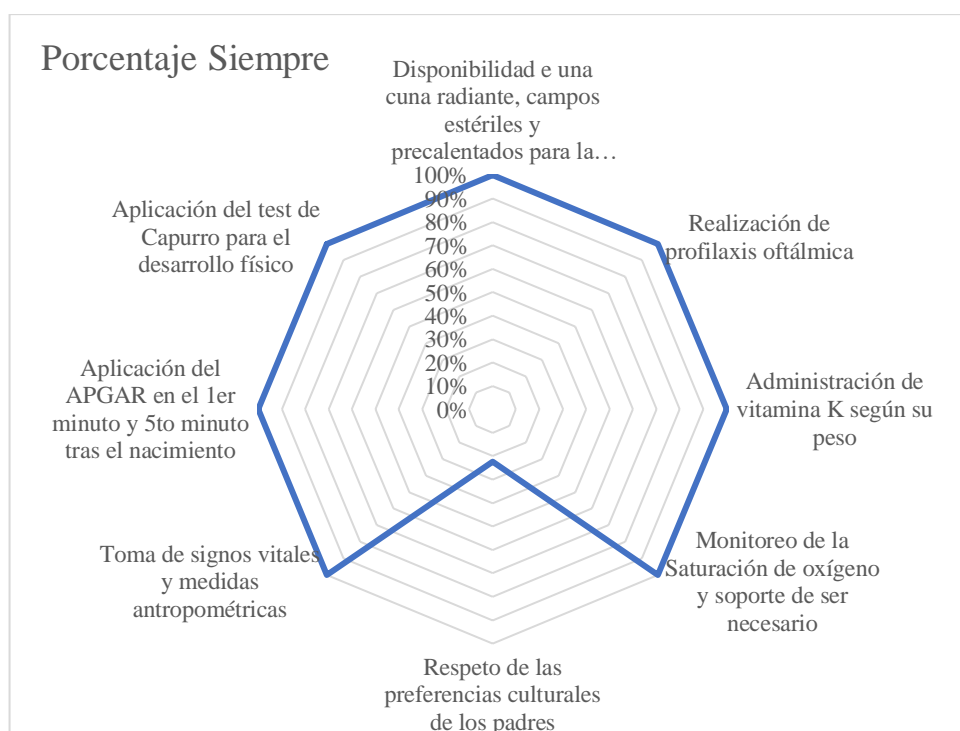 Porcentaje Siempre
Disponibilidad e una
cuna radiante, campos
estériles y
precalentados para la…
100%
90%
80%
70%
60%
50%
40%
30%
20%
10%
0%
Realización de
profilaxis oftálmica
Administración de
vitamina K según su
peso
Monitoreo de la
Saturación de oxígeno
y soporte de ser
necesario
Respeto de las
preferencias culturales
de los padres
Toma de signos vitales
y medidas
antropométricas
Aplicación del
APGAR en el 1er
minuto y 5to minuto
tras el nacimiento
Aplicación del test de
Capurro para el
desarrollo físico